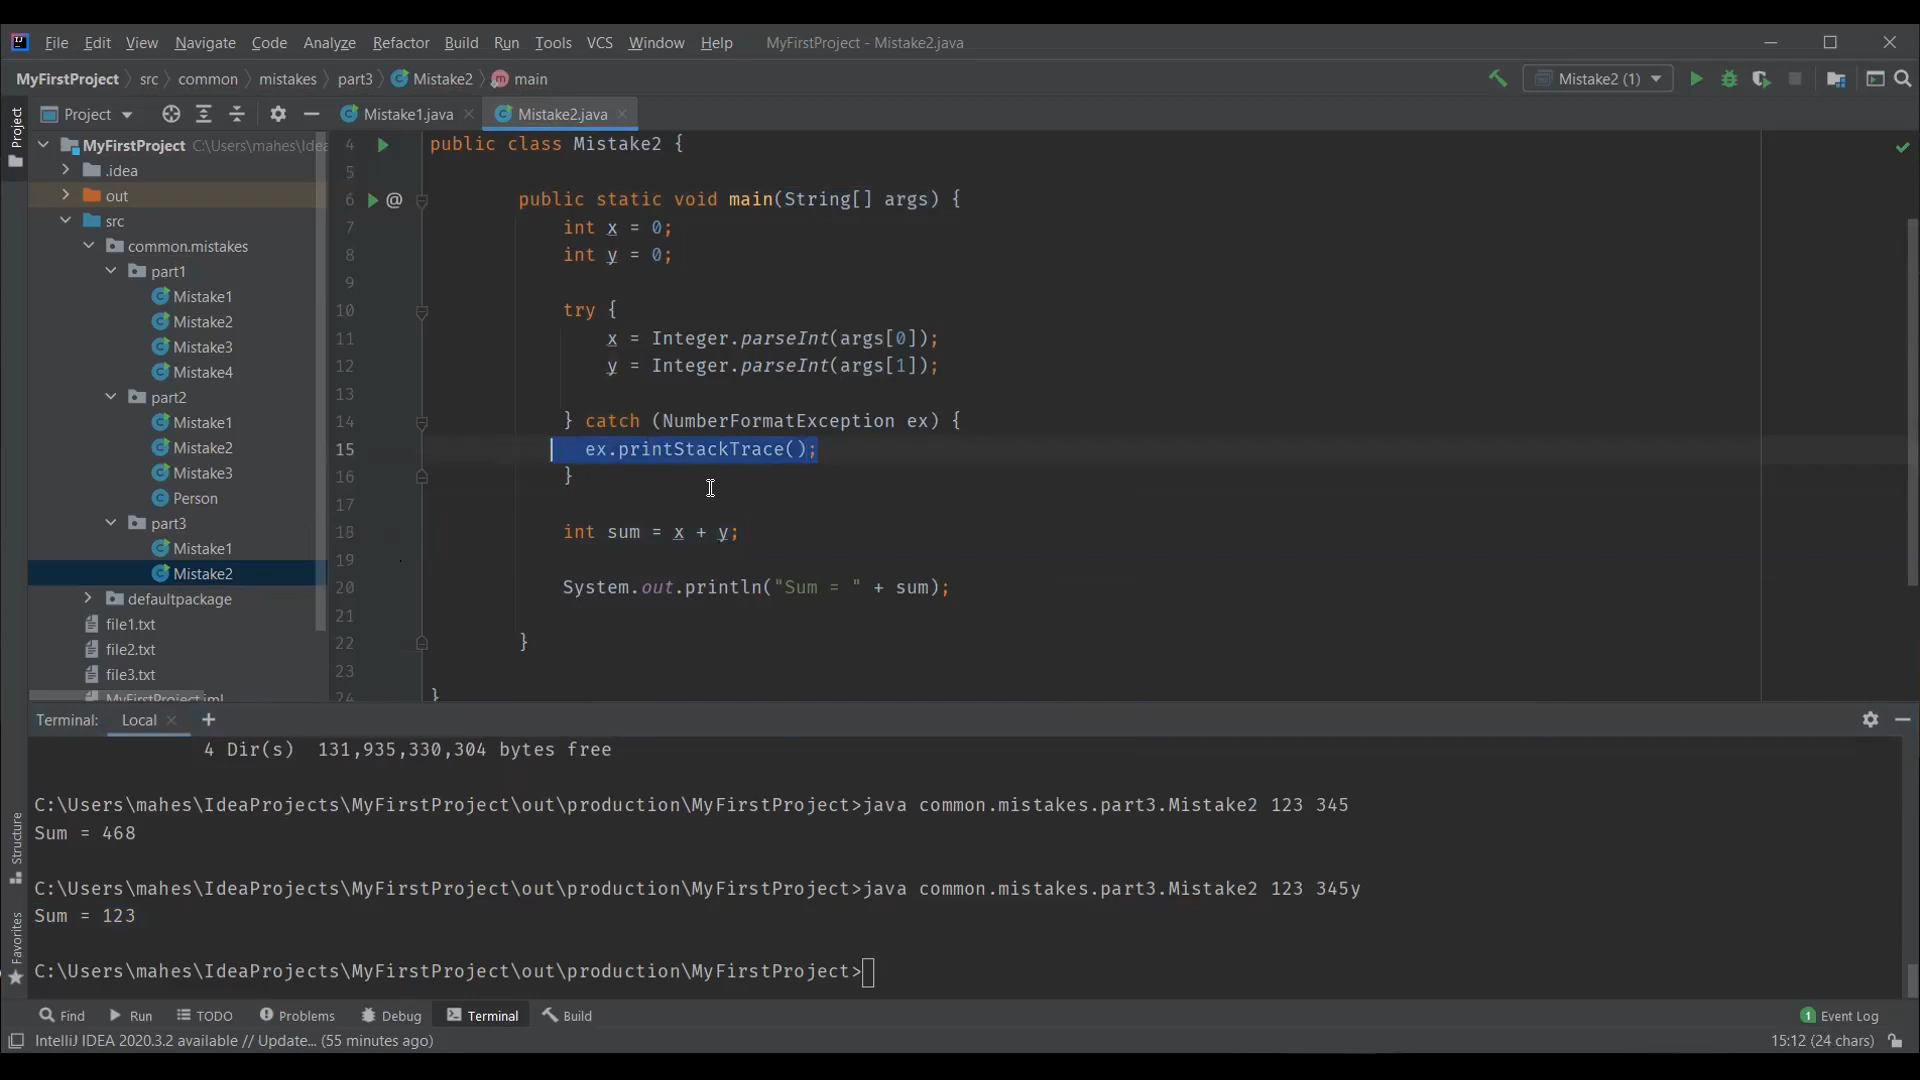 File Edit View Navigate Code Analyze Refactor Build Run Tools VCS Window Help MyFirstProject - Mistake2.java
MyFirstProject src common mistakes part3 Mistake2 main Mistake2 (1)
Project
Project Mistake1.java Mistake2.java
MyFirstProject C:\Users\mahes\Idea
.idea
out
src
common.mistakes
part1
Mistake1
Mistake2
Mistake3
Mistake4
part2
Mistake1
Mistake2
Mistake3
Person
part3
Mistake1
Mistake2
defaultpackage
file1.txt
file2.txt
file3.txt
MyFirstProject.iml
4 public class Mistake2 {
5
6 @ public static void main(String[] args) {
7 int x = 0;
8 int y = 0;
9
10 try {
11 x = Integer.parseInt(args[0]);
12 y = Integer.parseInt(args[1]);
13
14 } catch (NumberFormatException ex) {
15 ex.printStackTrace();
16 }
17
18 int sum = x + y;
19
20 System.out.println("Sum = " + sum);
21
22 }
23
24 }
Terminal: Local +
4 Dir(s) 131,935,330,304 bytes free
C:\Users\mahes\IdeaProjects\MyFirstProject\out\production\MyFirstProject>java common.mistakes.part3.Mistake2 123 345
Sum = 468
C:\Users\mahes\IdeaProjects\MyFirstProject\out\production\MyFirstProject>java common.mistakes.part3.Mistake2 123 345y
Sum = 123
C:\Users\mahes\IdeaProjects\MyFirstProject\out\production\MyFirstProject>
Structure
Favorites
Find Run TODO Problems Debug Terminal Build 1 Event Log
IntelliJ IDEA 2020.3.2 available // Update... (55 minutes ago) 15:12 (24 chars)